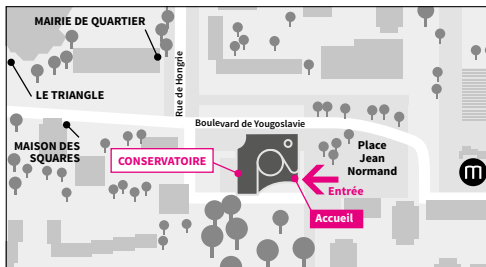 MAIRIE DE QUARTIER
LE TRIANGLE
Rue de Hongrie
Boulevard de Yougoslavie
MAISON DES
SQUARES
CONSERVATOIRE
Place
Jean
Normand
Entrée
Accueil
m